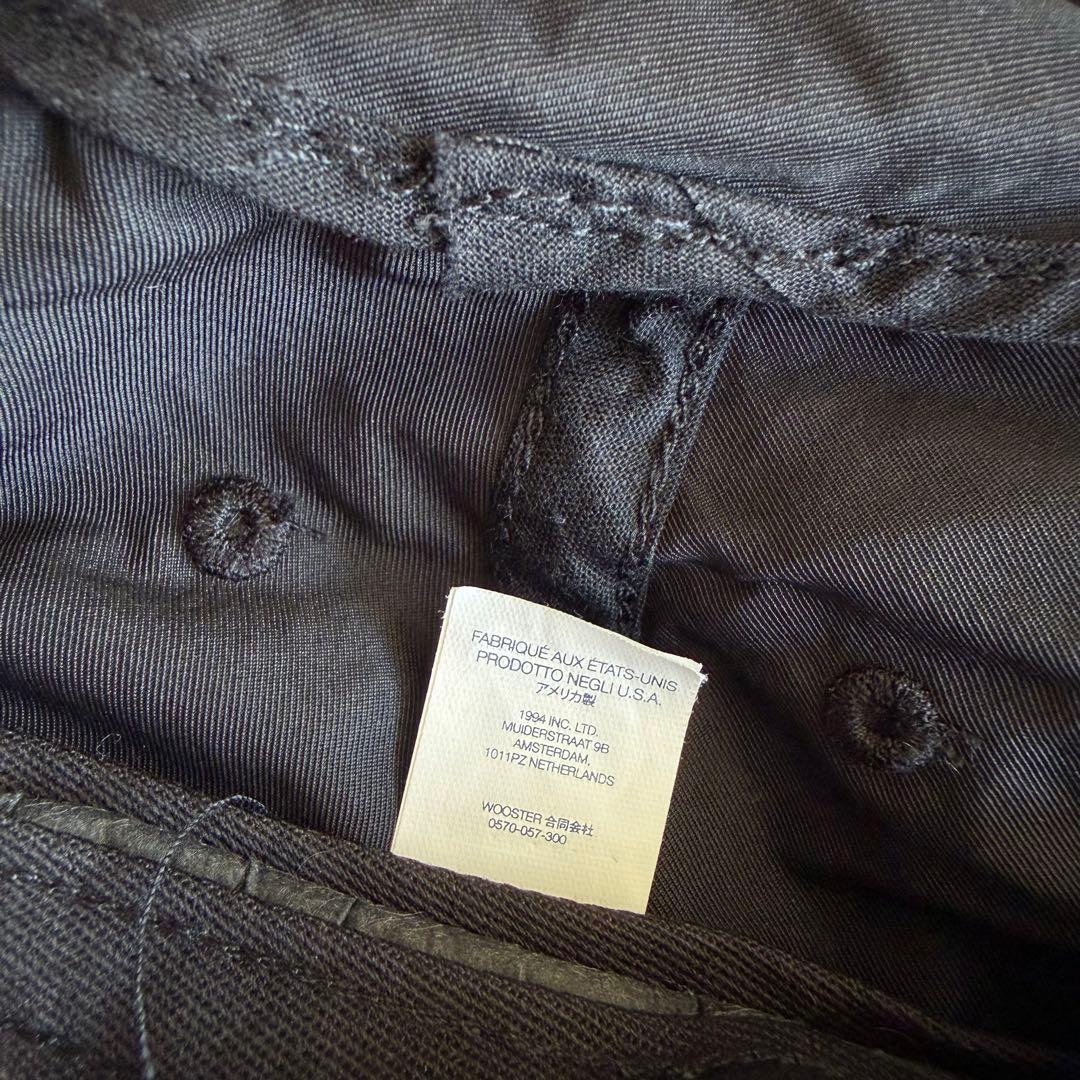 FABRIQUÉ AUX ÉTATS-UNIS
PRODOTTO NEGLI U.S.A.
アメリカ製
1994 INC. LTD.
MUIDERSTRAAT 9B
AMSTERDAM,
1011PZ NETHERLANDS
WOOSTER 合同会社
0570-057-300